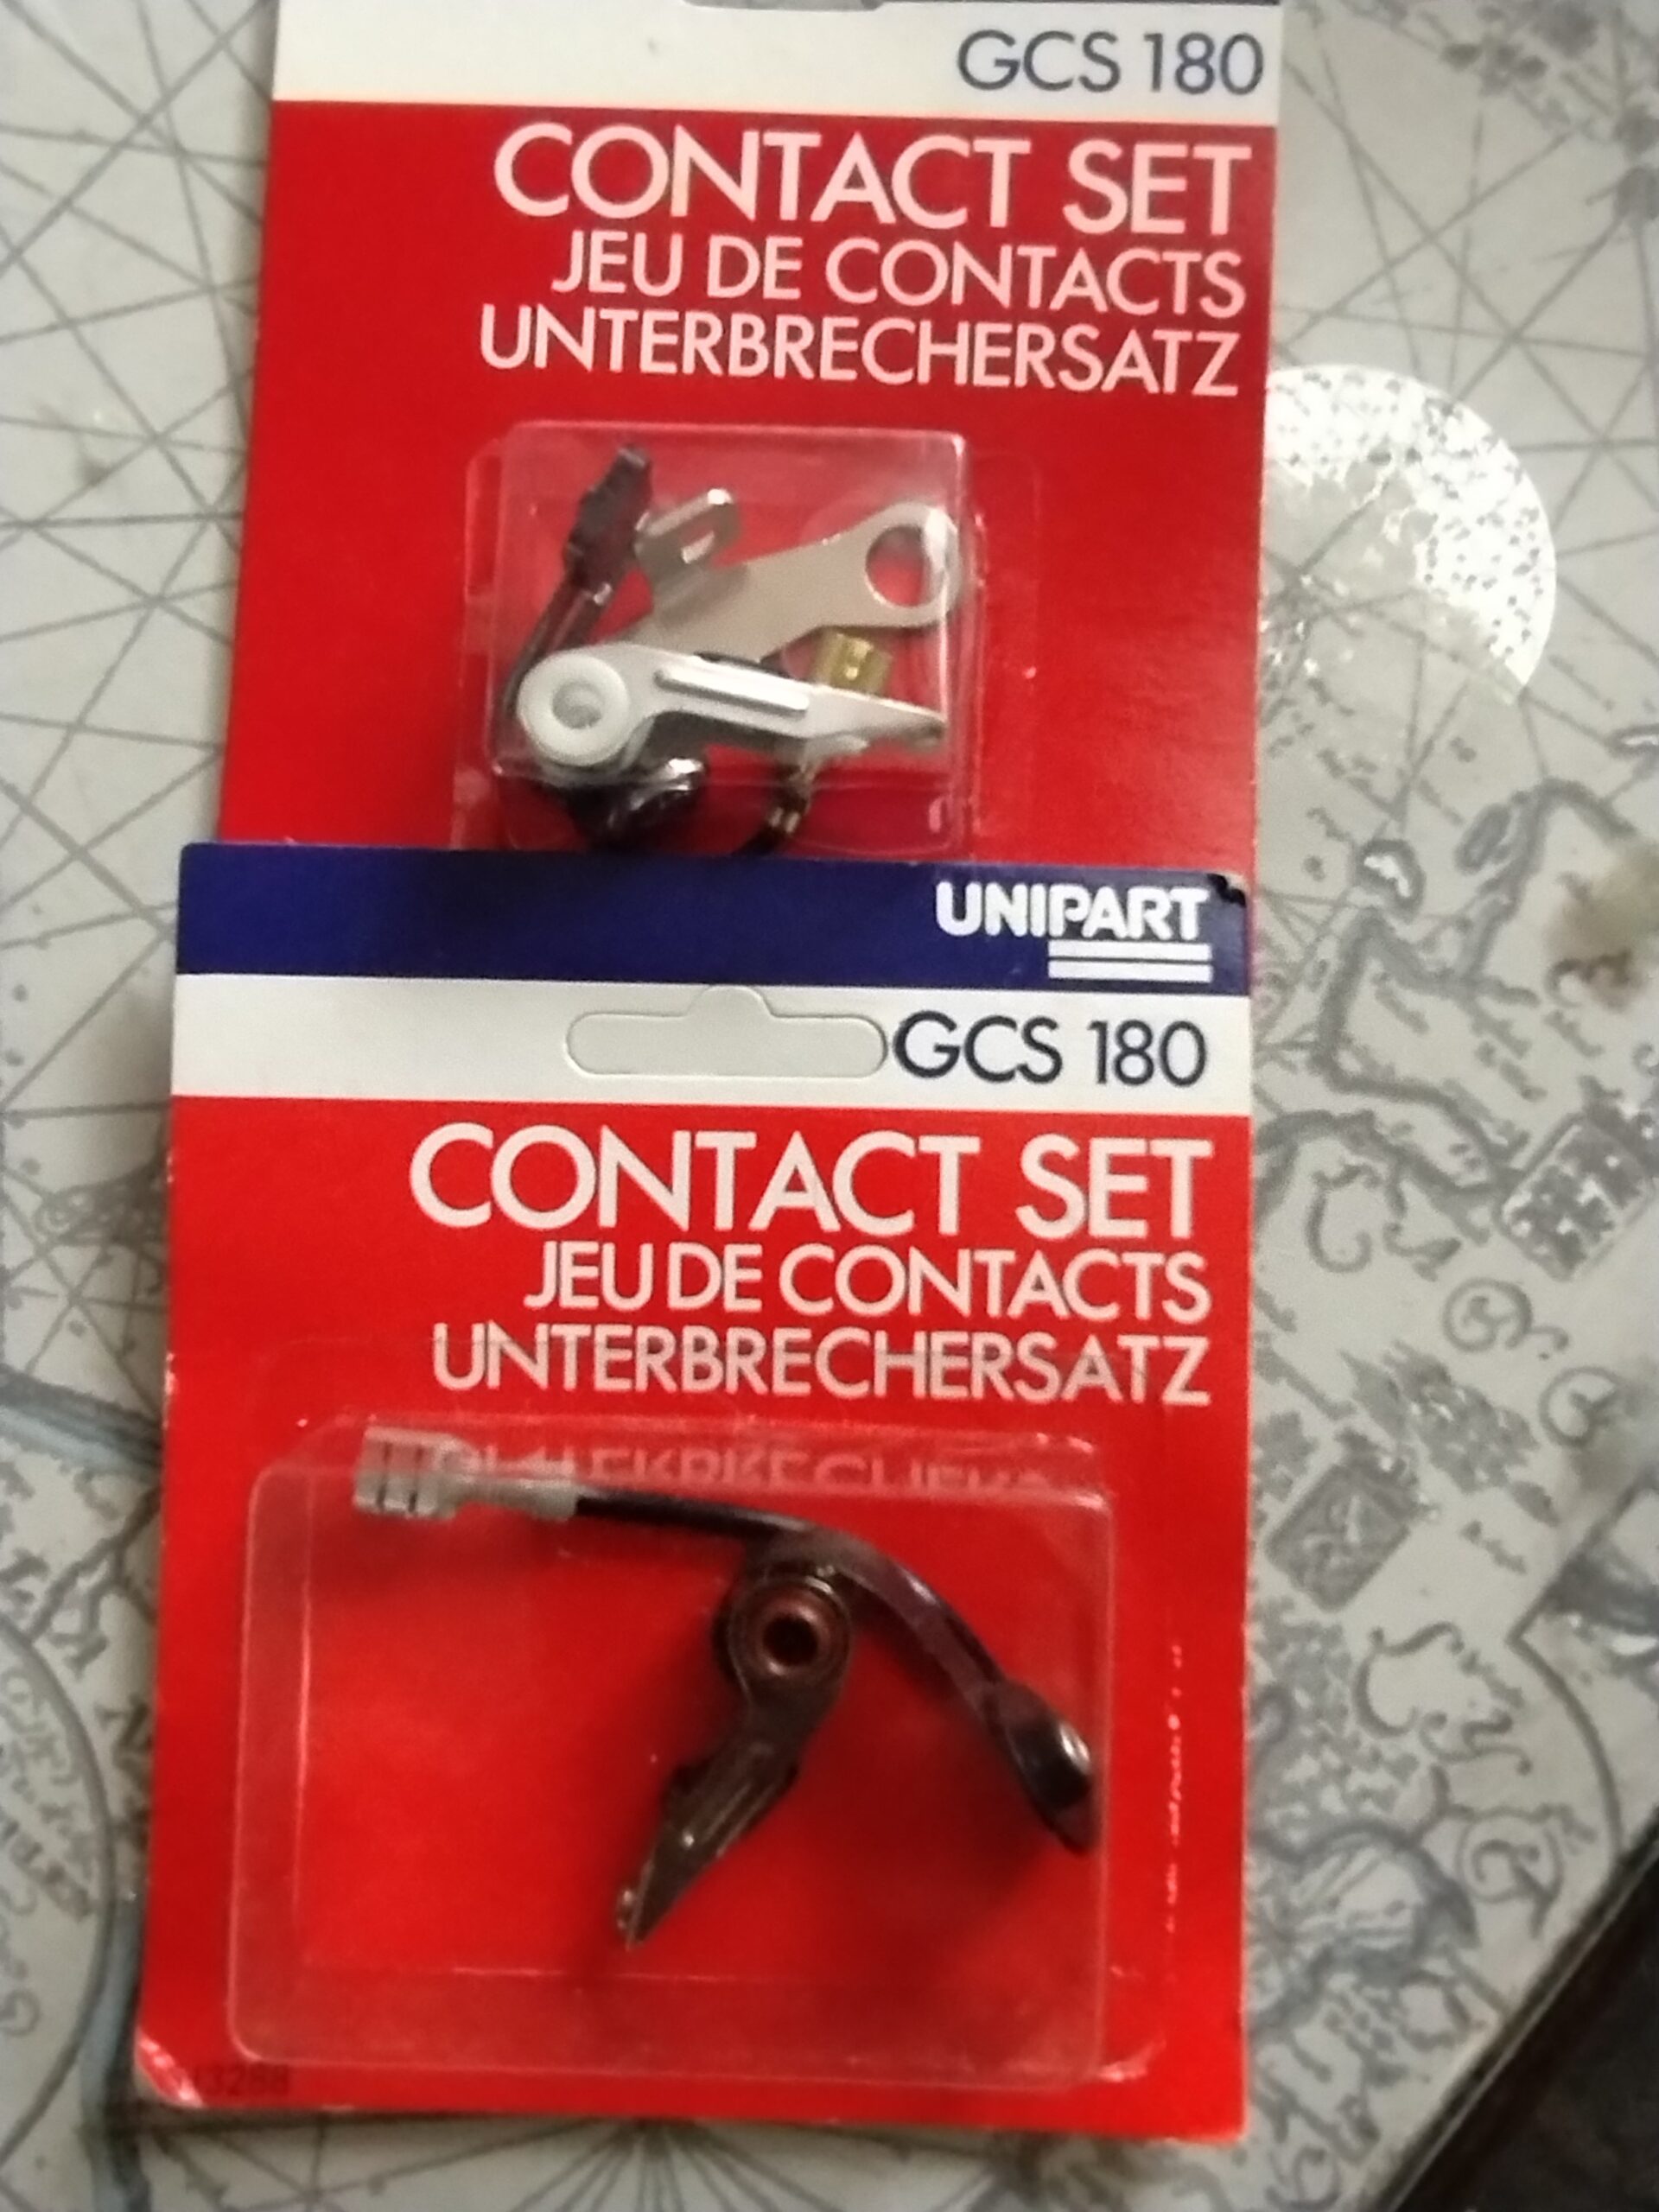 GCS 180
CONTACT SET
JEU DE CONTACTS
UNTERBRECHERSATZ
UNIPART
GCS 180
CONTACT SET
JEU DE CONTACTS
UNTERBRECHERSATZ